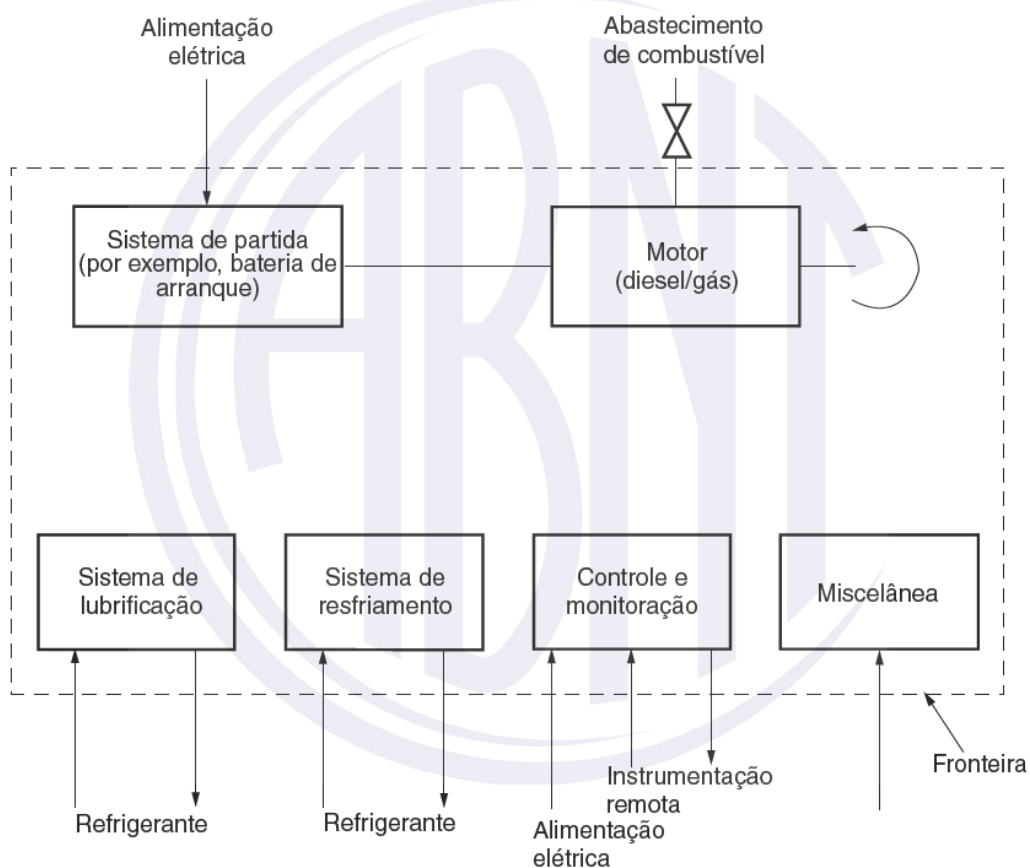 Alimentação
elétrica
Abastecimento
de combustível
Sistema de partida
(por exemplo, bateria de
arranque)
Motor
(diesel/gás)
Sistema de
lubrificação
Sistema de
resfriamento
Controle e
monitoração
Miscelânea
Fronteira
Refrigerante
Refrigerante
Instrumentação
remota
Alimentação
elétrica
ABNT